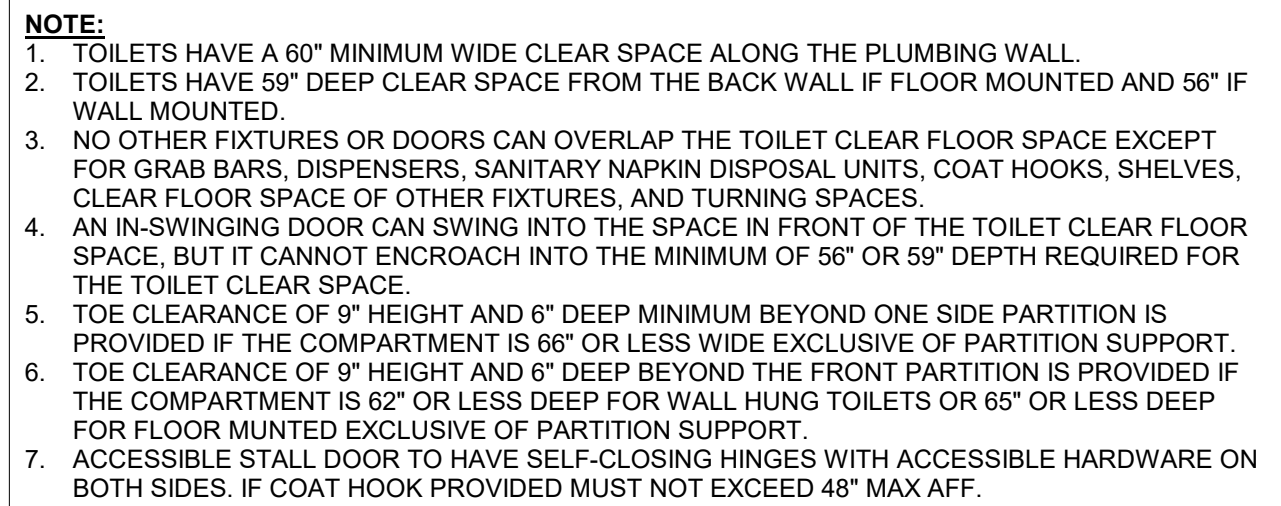 NOTE:
1. TOILETS HAVE A 60" MINIMUM WIDE CLEAR SPACE ALONG THE PLUMBING WALL.
2. TOILETS HAVE 59" DEEP CLEAR SPACE FROM THE BACK WALL IF FLOOR MOUNTED AND 56" IF
WALL MOUNTED.
3. NO OTHER FIXTURES OR DOORS CAN OVERLAP THE TOILET CLEAR FLOOR SPACE EXCEPT
FOR GRAB BARS, DISPENSERS, SANITARY NAPKIN DISPOSAL UNITS, COAT HOOKS, SHELVES,
CLEAR FLOOR SPACE OF OTHER FIXTURES, AND TURNING SPACES.
4. AN IN-SWINGING DOOR CAN SWING INTO THE SPACE IN FRONT OF THE TOILET CLEAR FLOOR
SPACE, BUT IT CANNOT ENCROACH INTO THE MINIMUM OF 56" OR 59" DEPTH REQUIRED FOR
THE TOILET CLEAR SPACE.
5. TOE CLEARANCE OF 9" HEIGHT AND 6" DEEP MINIMUM BEYOND ONE SIDE PARTITION IS
PROVIDED IF THE COMPARTMENT IS 66" OR LESS WIDE EXCLUSIVE OF PARTITION SUPPORT.
6. TOE CLEARANCE OF 9" HEIGHT AND 6" DEEP BEYOND THE FRONT PARTITION IS PROVIDED IF
THE COMPARTMENT IS 62" OR LESS DEEP FOR WALL HUNG TOILETS OR 65" OR LESS DEEP
FOR FLOOR MUNTED EXCLUSIVE OF PARTITION SUPPORT.
7. ACCESSIBLE STALL DOOR TO HAVE SELF-CLOSING HINGES WITH ACCESSIBLE HARDWARE ON
BOTH SIDES. IF COAT HOOK PROVIDED MUST NOT EXCEED 48" MAX AFF.